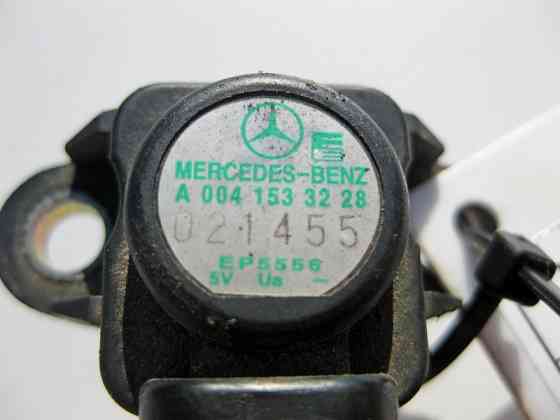 MERCEDES-BENZ
A 004 153 32 28
021455
EP5556
5V Ua –